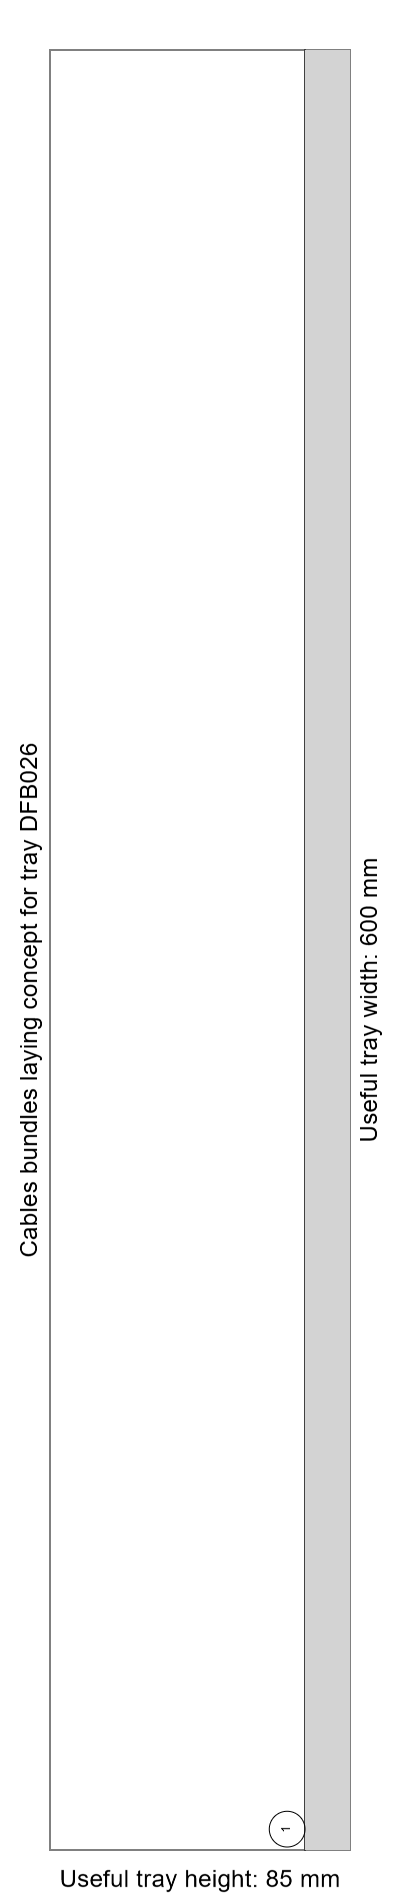 Cables bundles laying concept for tray DFB026
Useful tray width: 600 mm
1
Useful tray height: 85 mm